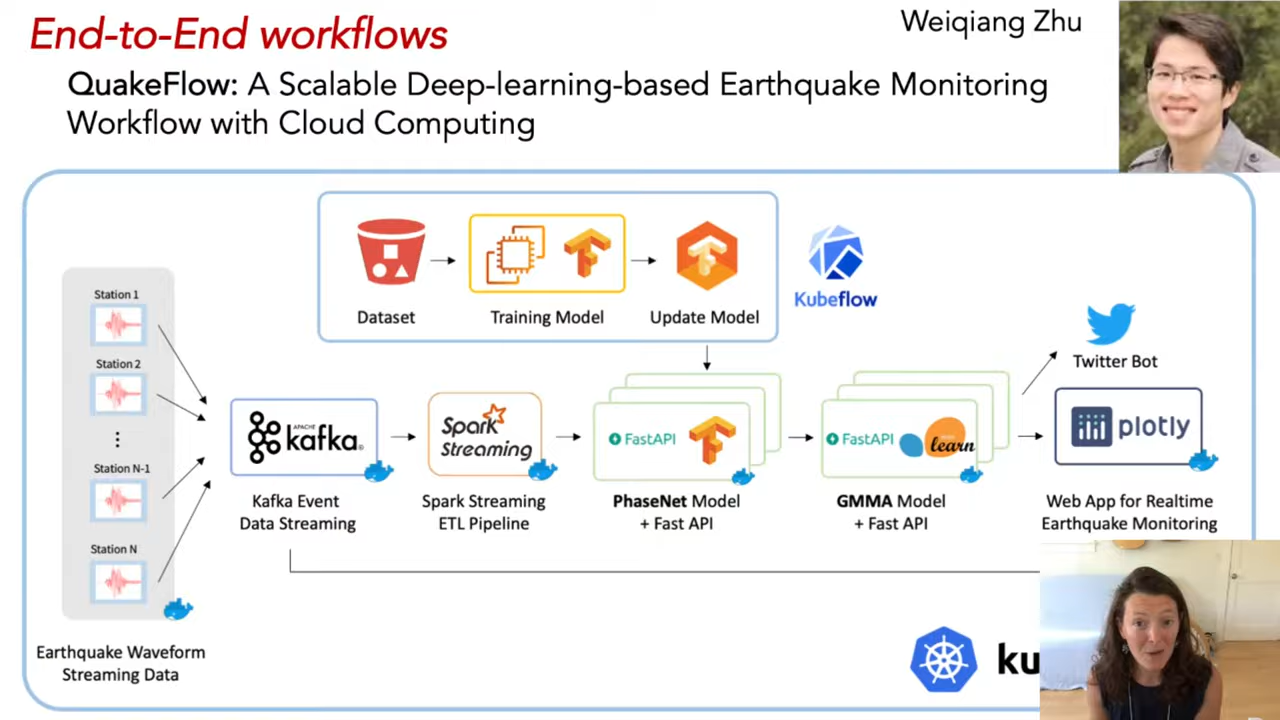 End-to-End workflows
Weiqiang Zhu
QuakeFlow: A Scalable Deep-learning-based Earthquake Monitoring
Workflow with Cloud Computing
Dataset
Training Model
Update Model
Kubeflow
Station 1
Station 2
Station N-1
Station N
Earthquake Waveform
Streaming Data
APACHE
kafka
Kafka Event
Data Streaming
Spark
Streaming
Spark Streaming
ETL Pipeline
FastAPI
PhaseNet Model
+ Fast API
FastAPI
learn
GMMA Model
+ Fast API
Twitter Bot
plotly
Web App for Realtime
Earthquake Monitoring
ku